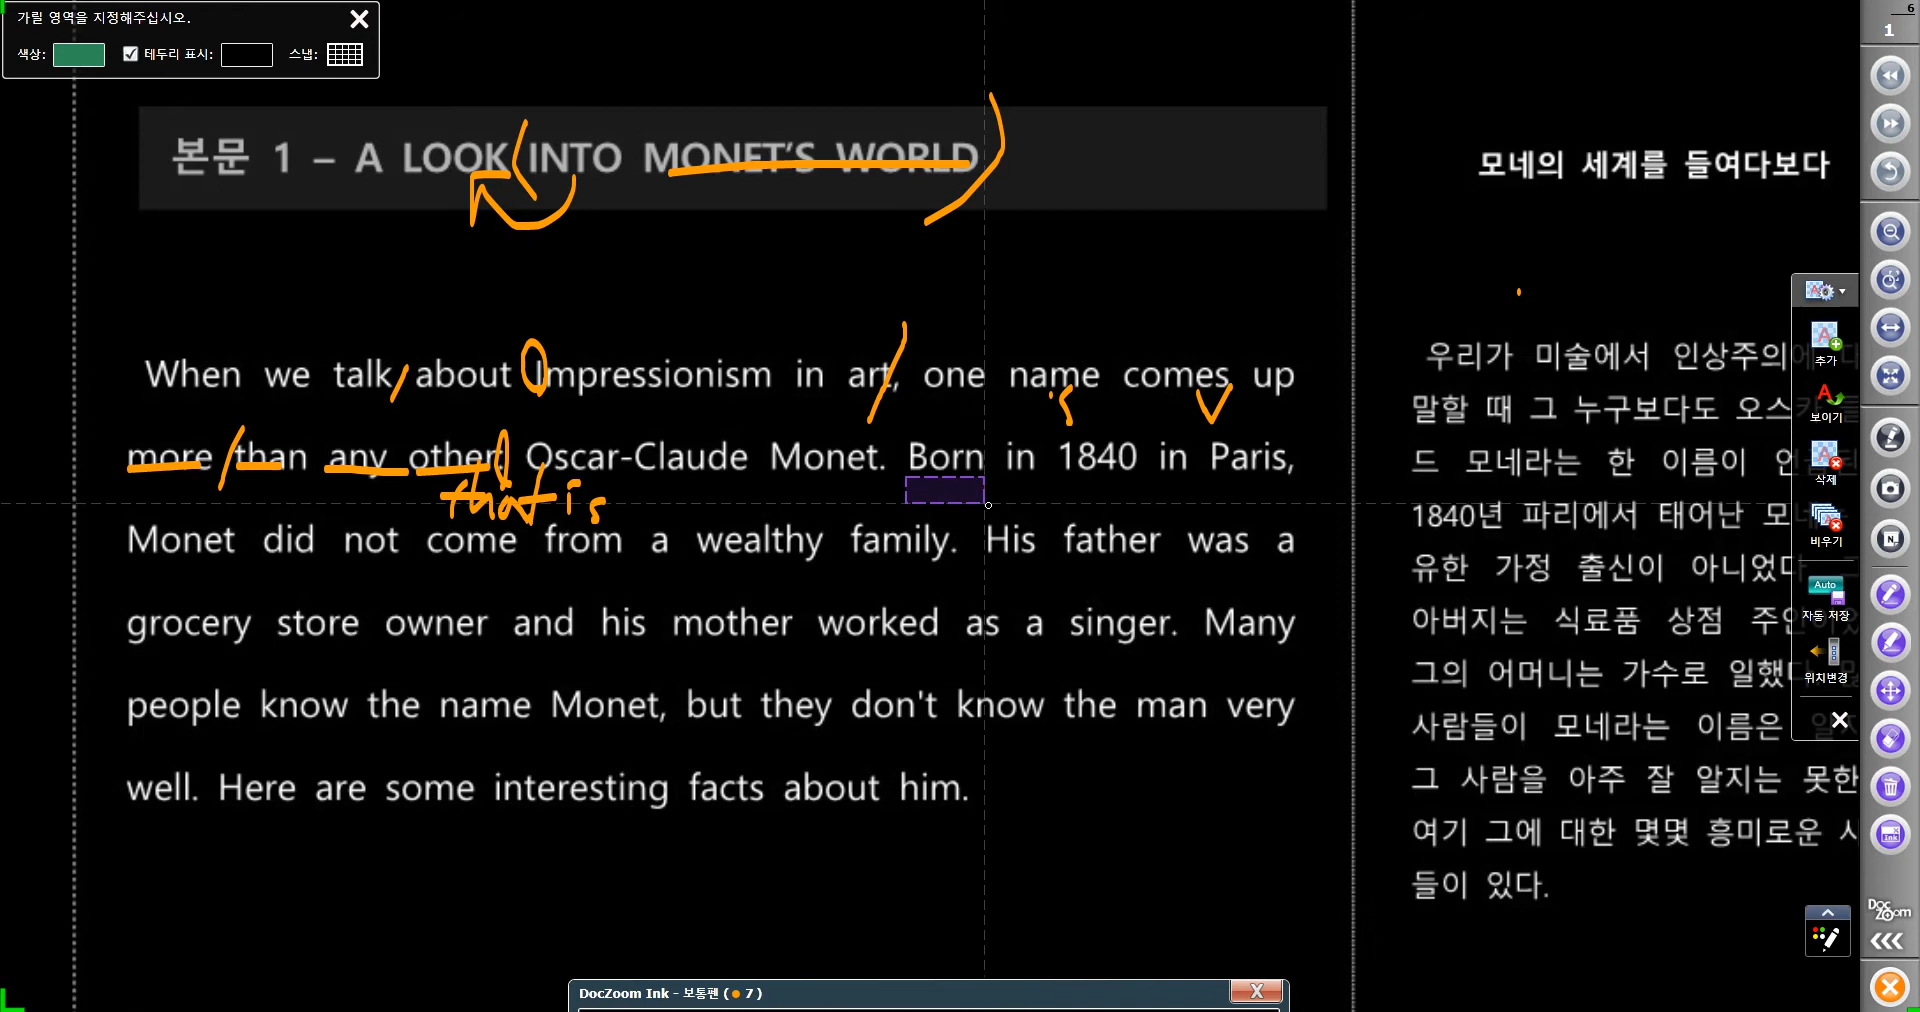 가릴 영역을 지정해주십시오.
색상: 테두리 표시: 스냅:
6
1
본문 1 – A LOOK INTO MONET'S WORLD
모네의 세계를 들여다보다
When we talk about Impressionism in art, one name comes up
's
more than any other: Oscar-Claude Monet. Born in 1840 in Paris,
that is
Monet did not come from a wealthy family. His father was a
grocery store owner and his mother worked as a singer. Many
people know the name Monet, but they don't know the man very
well. Here are some interesting facts about him.
우리가 미술에서 인상주의에
말할 때 그 누구보다도 오스카
드 모네라는 한 이름이
1840년 파리에서 태어난
유한 가정 출신이 아니었다
아버지는 식료품 상점
그의 어머니는 가수로 일했다
사람들이 모네라는 이름은
그 사람을 아주 잘 알지는 못한
여기 그에 대한 몇몇 흥미로운
들이 있다.
추가
보이기
삭제
비우기
Auto
자동 저장
위치변경
Ink
DocZoom
DocZoom Ink - 보통펜 ( 7 )